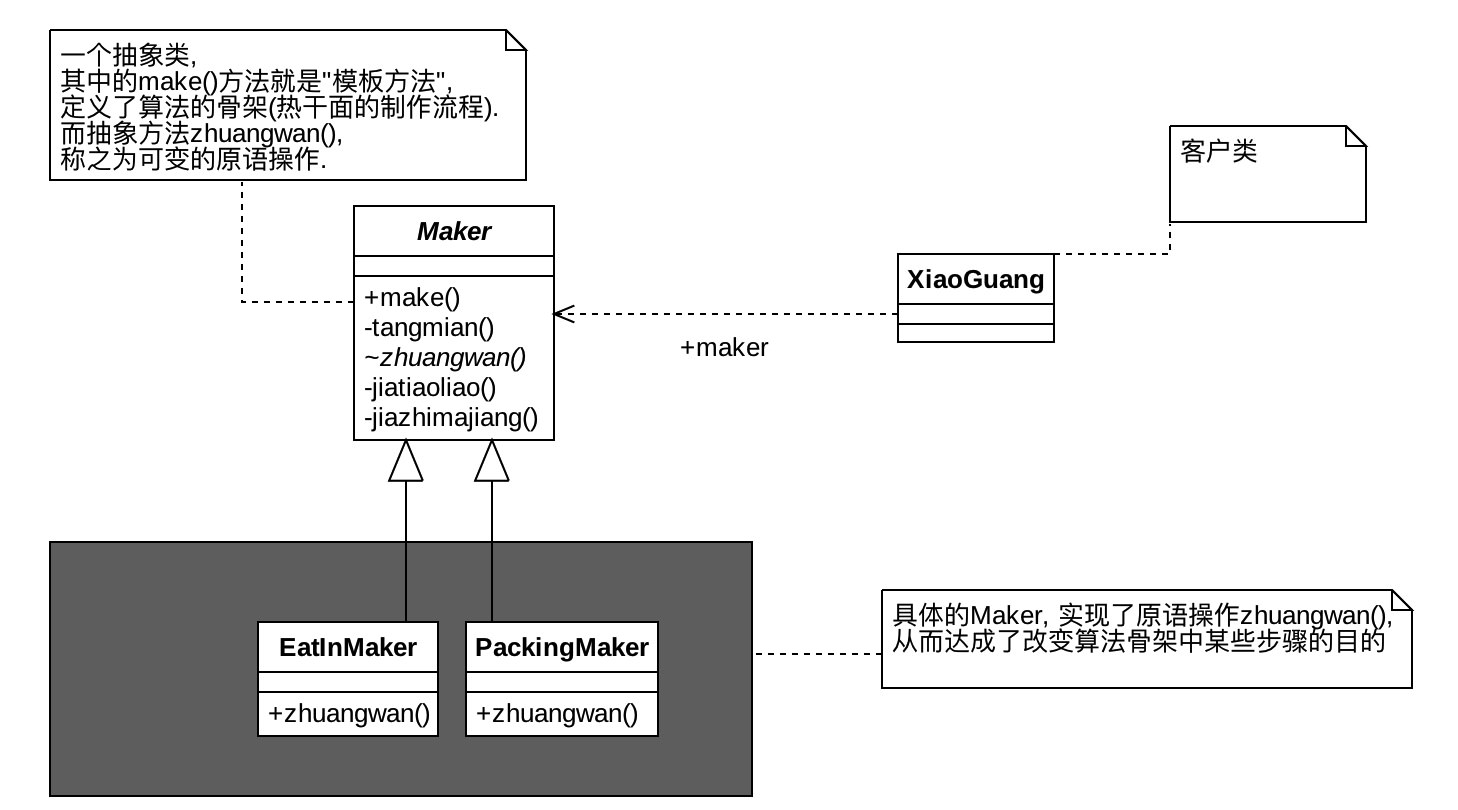 一个抽象类,
其中的make()方法就是"模板方法",
定义了算法的骨架(热干面的制作流程).
而抽象方法zhuangwan(),
称之为可变的原语操作.
客户类
Maker
+make()
-tangmian()
~zhuangwan()
-jiatiaoliao()
-jiazhimajiang()
XiaoGuang
+maker
EatInMaker
+zhuangwan()
PackingMaker
+zhuangwan()
具体的Maker, 实现了原语操作zhuangwan(),
从而达成了改变算法骨架中某些步骤的目的